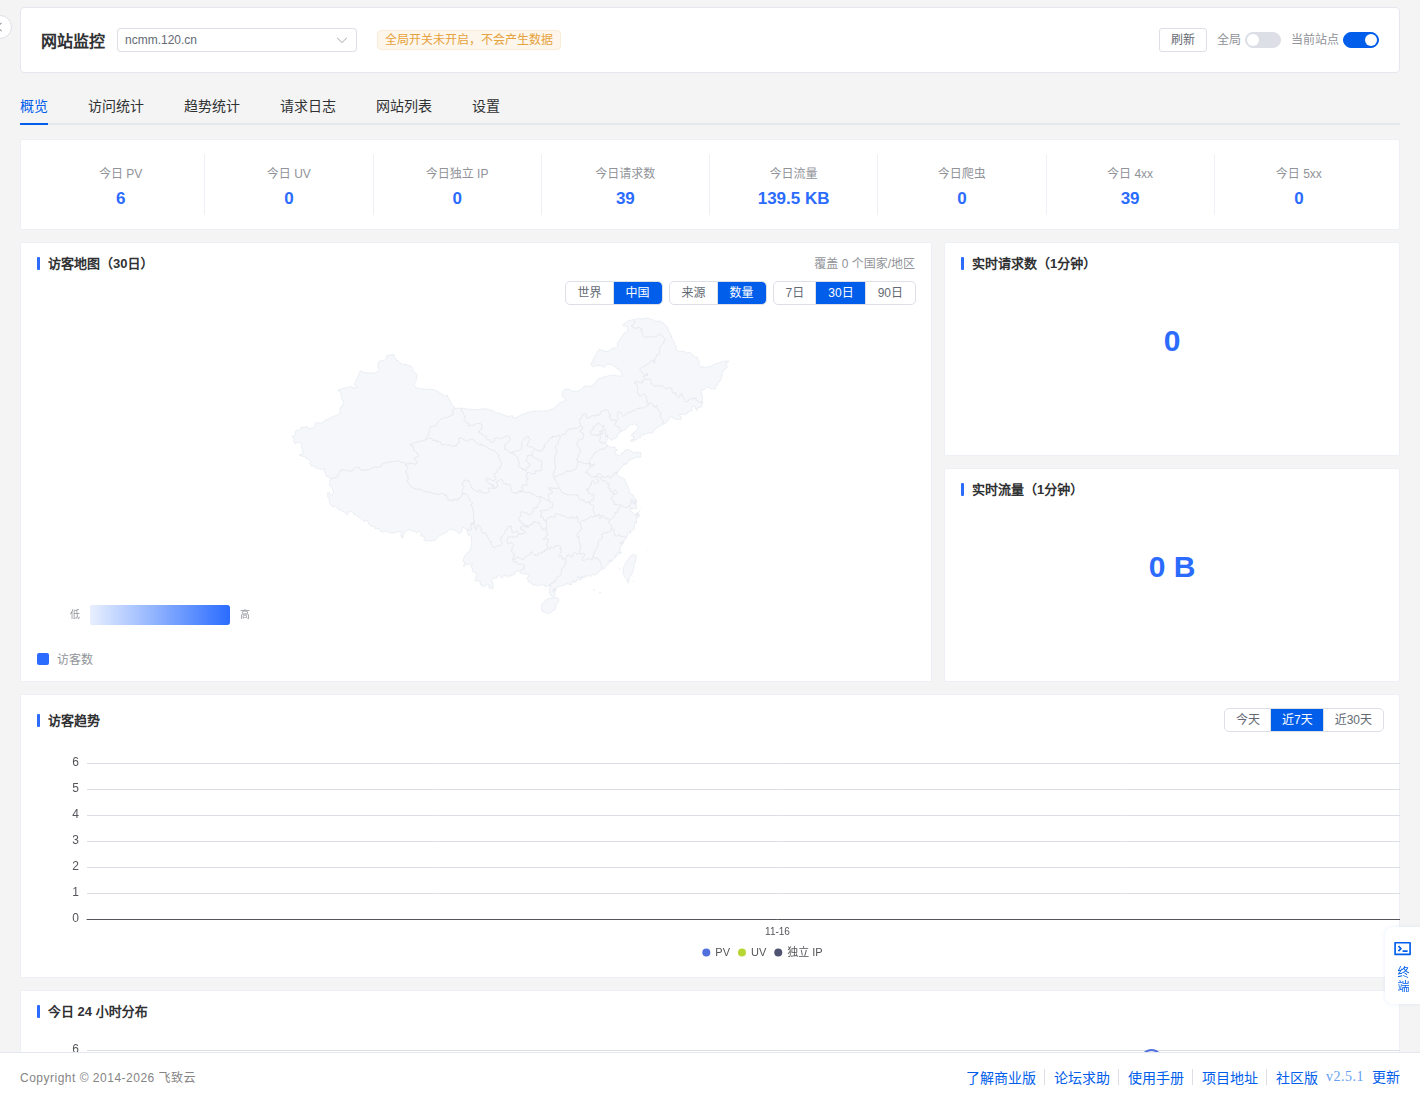 网站监控 ncmm.120.cn 全局开关未开启，不会产生数据 刷新 全局 当前站点
概览 访问统计 趋势统计 请求日志 网站列表 设置
今日 PV 今日 UV 今日独立 IP 今日请求数 今日流量 今日爬虫 今日 4xx 今日 5xx
6 0 0 39 139.5 KB 0 39 0
访客地图（30日） 覆盖 0 个国家/地区
世界 中国 来源 数量 7日 30日 90日
低 高
访客数
实时请求数（1分钟）
0
实时流量（1分钟）
0 B
访客趋势 今天 近7天 近30天
6
5
4
3
2
1
0
11-16
PV UV 独立 IP
终端
今日 24 小时分布
6
Copyright © 2014-2026 飞致云 了解商业版 论坛求助 使用手册 项目地址 社区版 v2.5.1 更新